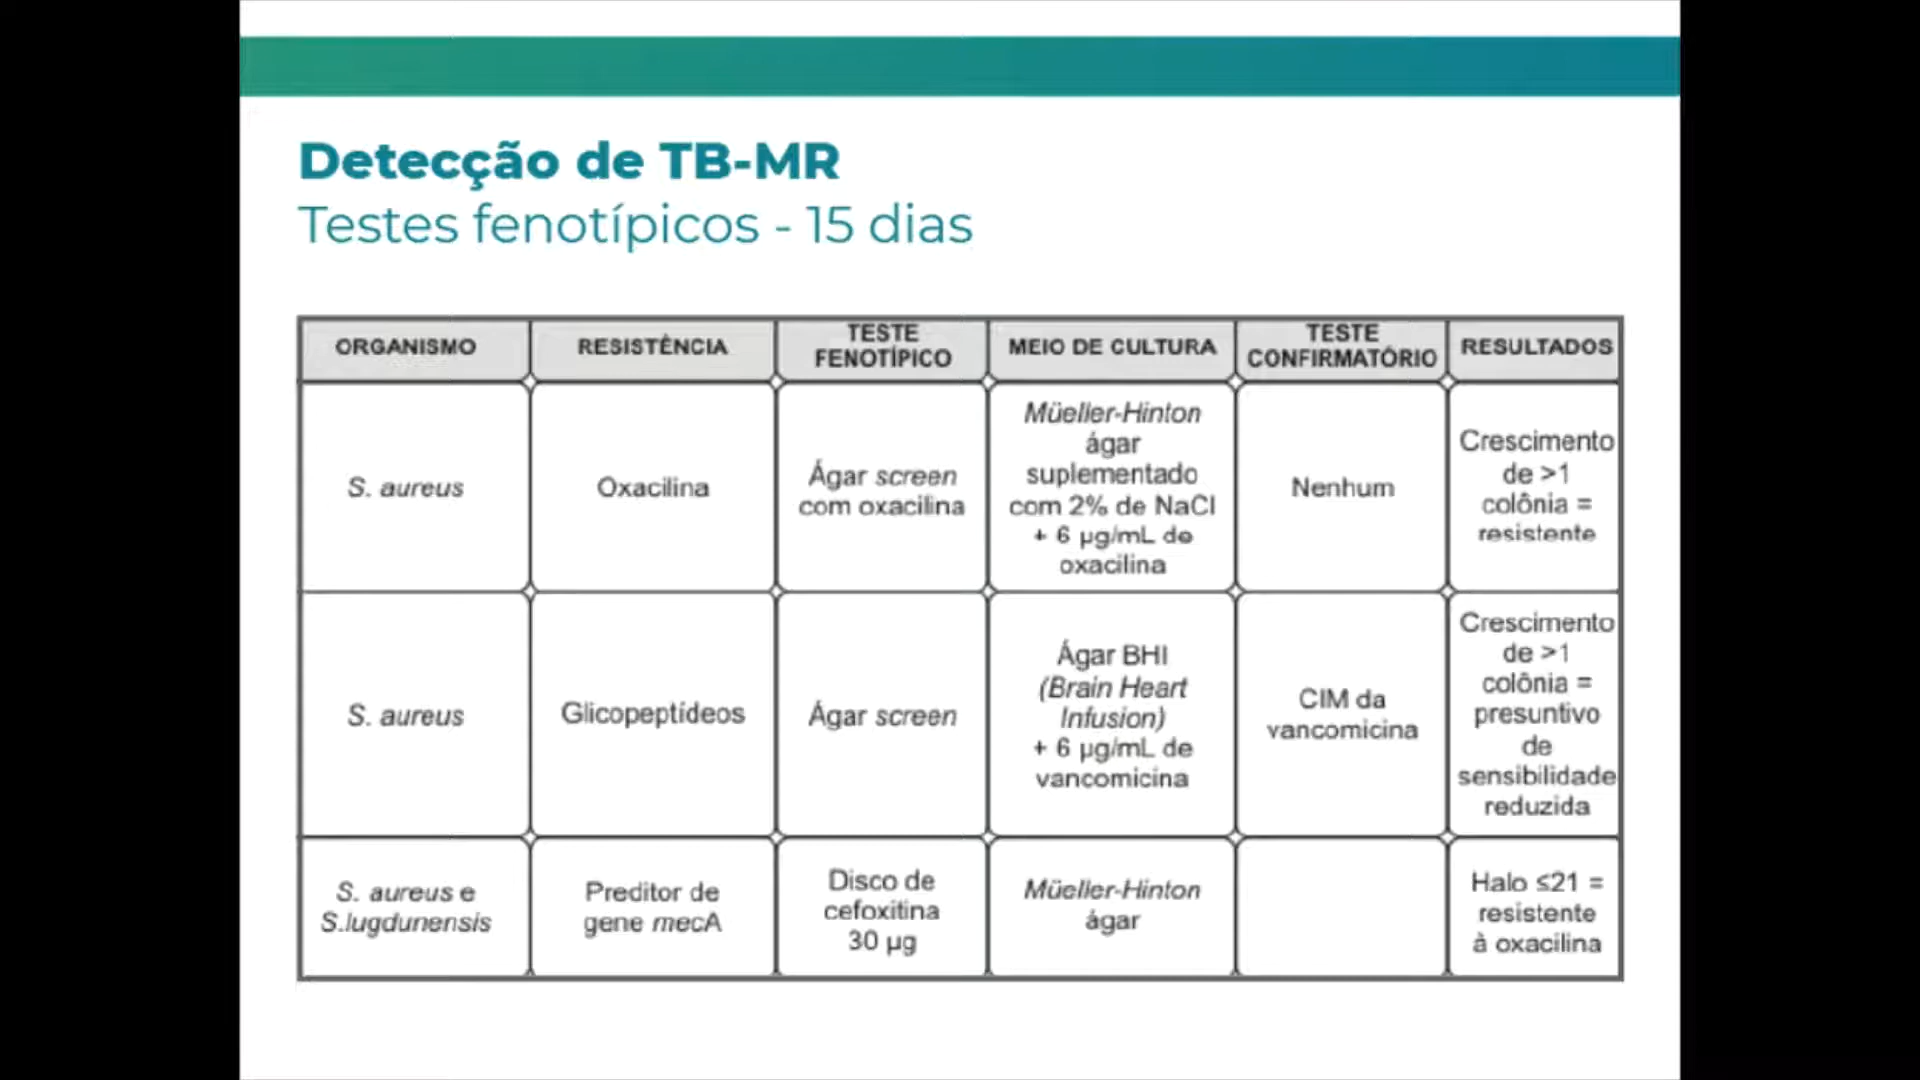 Detecção de TB-MR
Testes fenotípicos - 15 dias
ORGANISMO
RESISTÊNCIA
TESTE
FENOTÍPICO
MEIO DE CULTURA
TESTE
CONFIRMATÓRIO
RESULTADOS
S. aureus
Oxacilina
Ágar screen
com oxacilina
Müeller-Hinton
ágar
suplementado
com 2% de NaCl
+ 6 µg/mL de
oxacilina
Nenhum
Crescimento
de >1
colônia =
resistente
S. aureus
Glicopeptídeos
Ágar screen
Ágar BHI
(Brain Heart
Infusion)
+ 6 µg/mL de
vancomicina
CIM da
vancomicina
Crescimento
de >1
colônia =
presuntivo
de
sensibilidade
reduzida
S. aureus e
S.lugdunensis
Preditor de
gene mecA
Disco de
cefoxitina
30 µg
Müeller-Hinton
ágar
Halo ≤21 =
resistente
à oxacilina